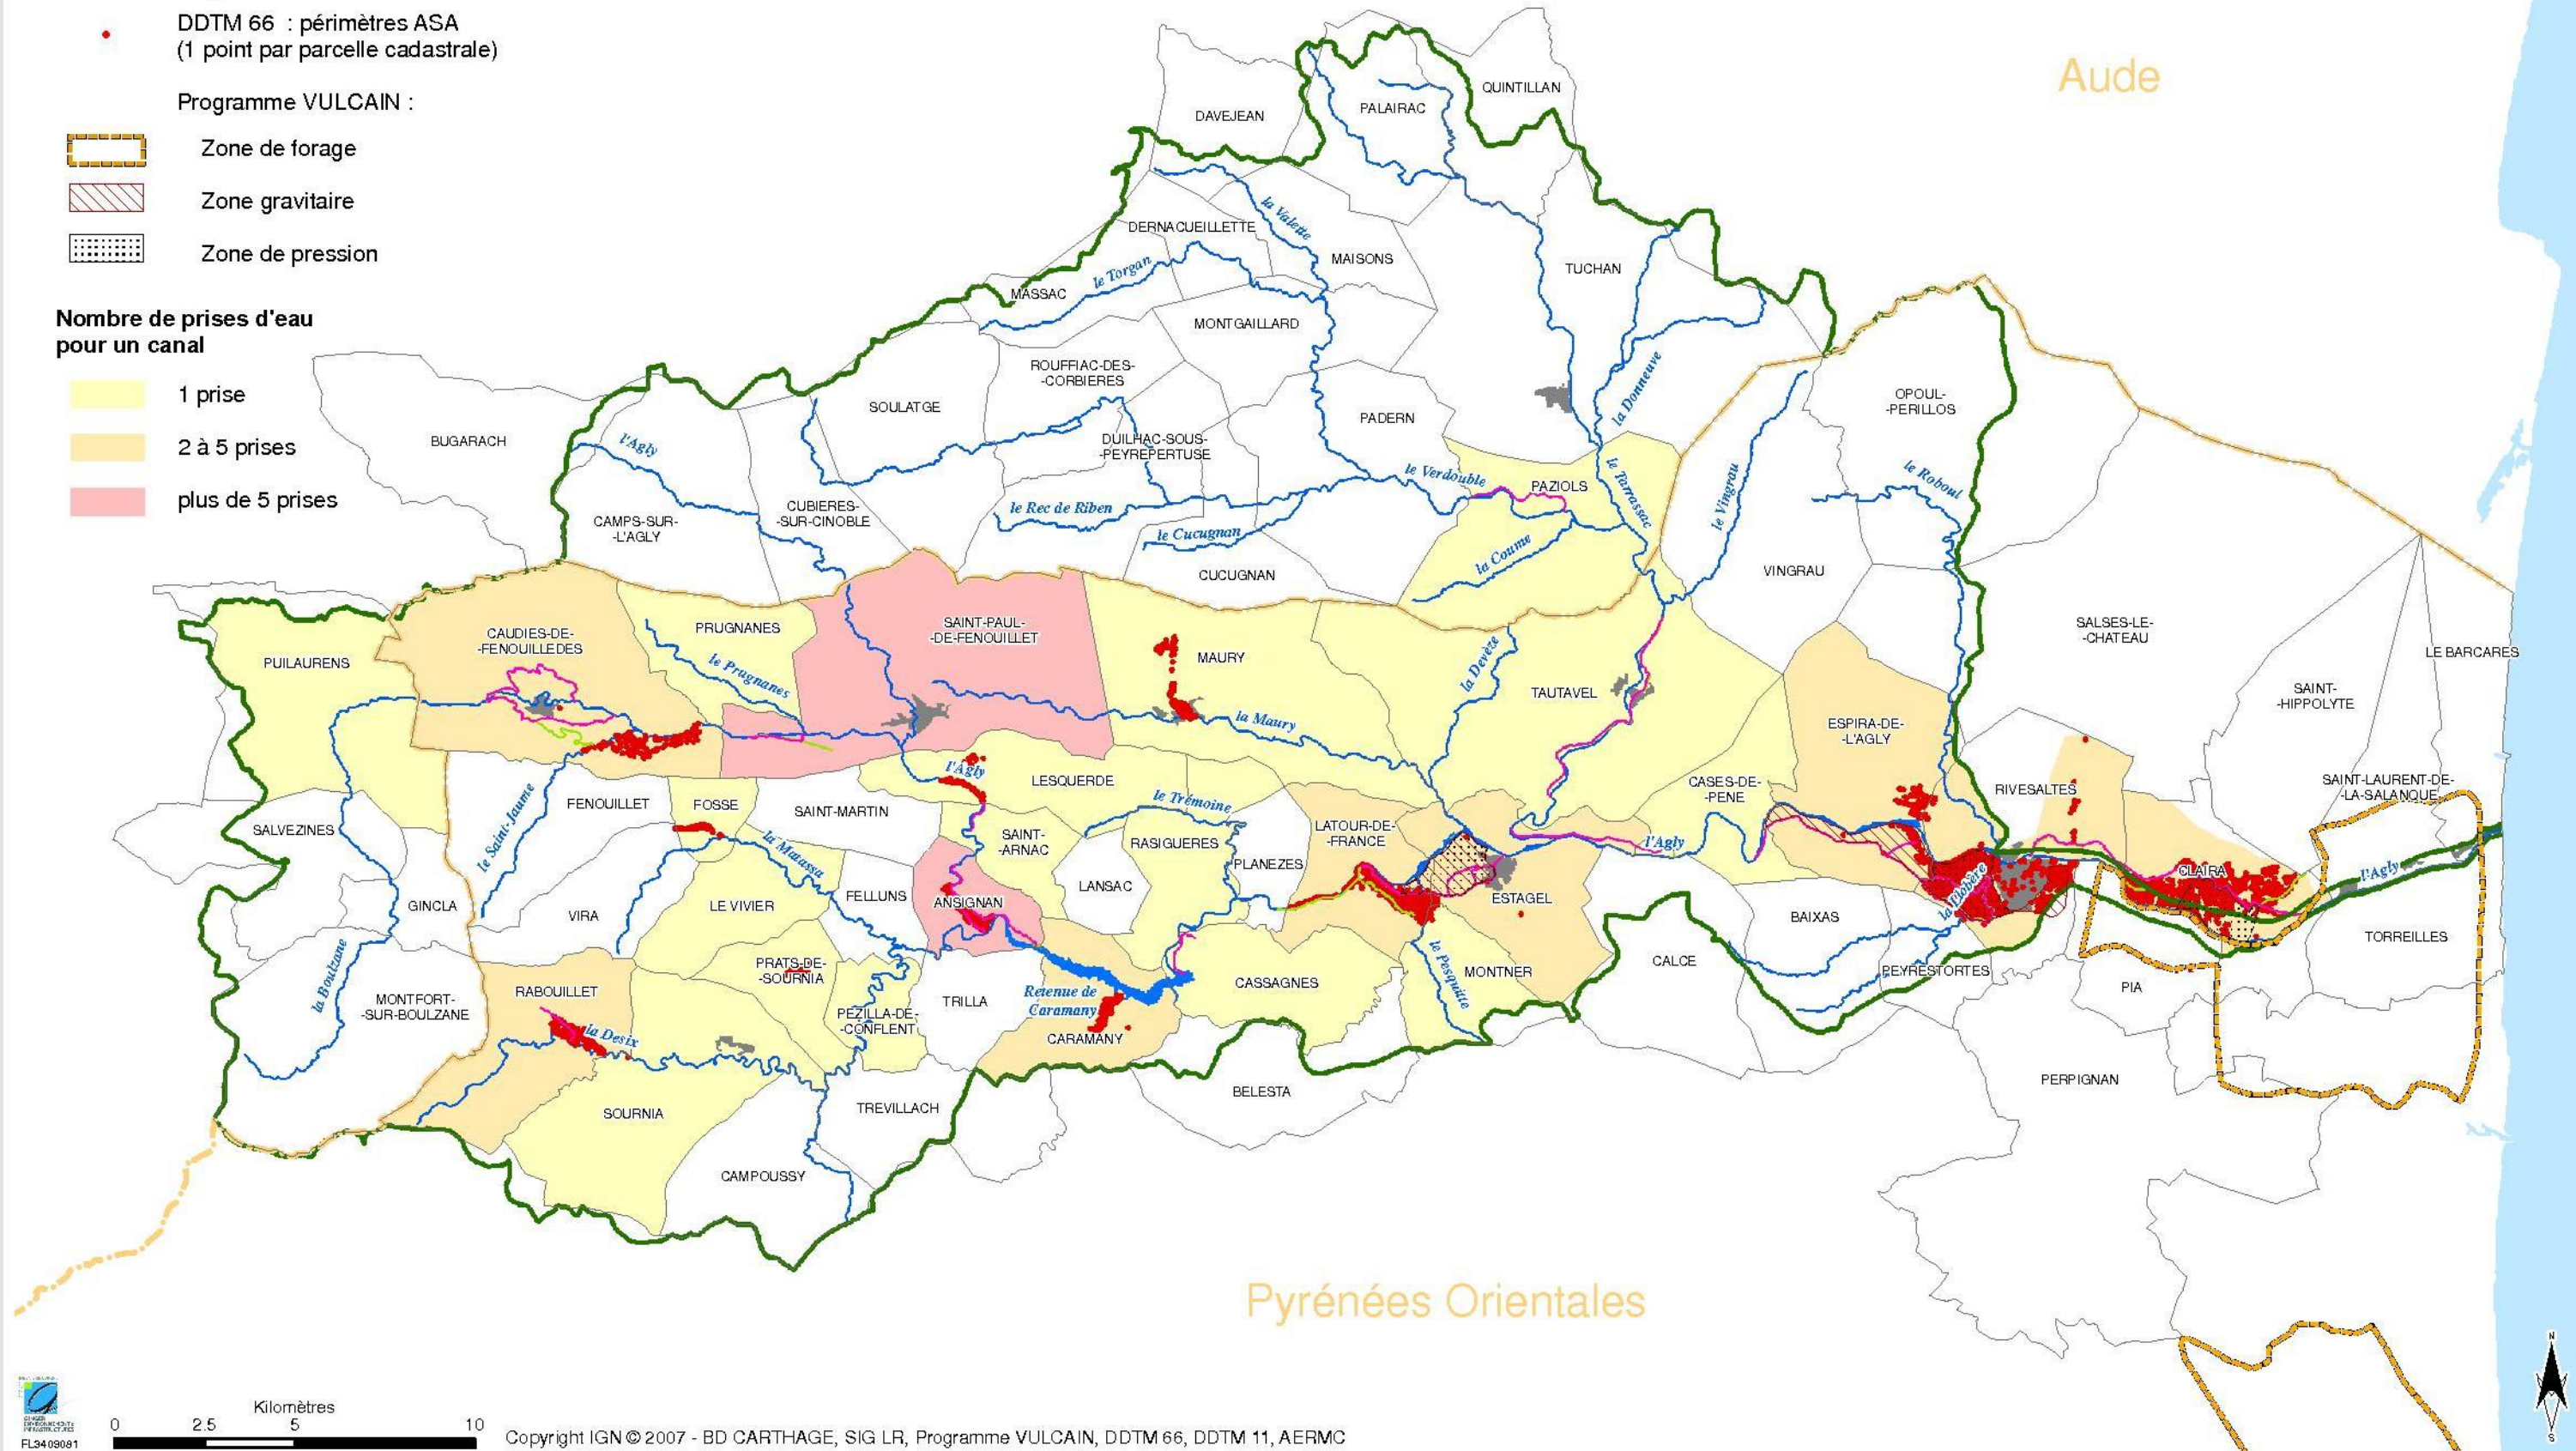 DDTM 66 : périmètres ASA
(1 point par parcelle cadastrale)
Programme VULCAIN :
Zone de forage
Zone gravitaire
Zone de pression
Nombre de prises d'eau
pour un canal
1 prise
2 à 5 prises
plus de 5 prises
Aude
QUINTILLAN
PALAIRAC
DAVEJEAN
la Valette
DERNACUEILLETTE
MAISONS
TUCHAN
le Torgan
MASSAC
MONTGAILLARD
ROUFFIAC-DES-
-CORBIERES
la Donneuve
OPOUL-
-PERILLOS
SOULATGE
PADERN
BUGARACH
l'Agly
DUILHAC-SOUS-
-PEYREPERTUSE
le Verdouble
PAZIOLS
le Tarrassac
le Vingrau
le Roboul
CUBIERES-
-SUR-CINOBLE
le Rec de Riben
CAMPS-SUR-
-L'AGLY
le Cucugnan
la Coume
CUCUGNAN
VINGRAU
CAUDIES-DE-
-FENOUILLEDES
PRUGNANES
SAINT-PAUL-
-DE-FENOUILLET
SALSES-LE-
-CHATEAU
PUILAURENS
le Prugnanes
MAURY
la Devèze
TAUTAVEL
LE BARCARES
SAINT-
-HIPPOLYTE
la Maury
ESPIRA-DE-
-L'AGLY
l'Agly
LESQUERDE
CASES-DE-
-PENE
RIVESALTES
SAINT-LAURENT-DE-
-LA-SALANQUE
FENOUILLET
FOSSE
SAINT-MARTIN
le Trémoine
SALVEZINES
le Saint-Jaume
la Matassa
SAINT-
-ARNAC
RASIGUERES
LATOUR-DE-
-FRANCE
l'Agly
PLANEZES
CLAIRA
l'Agly
LANSAC
FELLUNS
ANSIGNAN
ESTAGEL
GINCLA
VIRA
LE VIVIER
BAIXAS
TORREILLES
la Boulzane
PRATS-DE-
-SOURNIA
le Pesquitte
MONTNER
CALCE
PEYRESTORTES
RABOUILLET
CASSAGNES
PIA
MONTFORT-
-SUR-BOULZANE
TRILLA
Retenue de
Caramany
PEZILLA-DE-
-CONFLENT
la Desix
CARAMANY
BELESTA
PERPIGNAN
SOURNIA
TREVILLACH
CAMPOUSSY
Pyrénées Orientales
N
S
Kilomètres
0 2.5 5 10
FL3409081
Copyright IGN © 2007 - BD CARTHAGE, SIG LR, Programme VULCAIN, DDTM 66, DDTM 11, AERMC